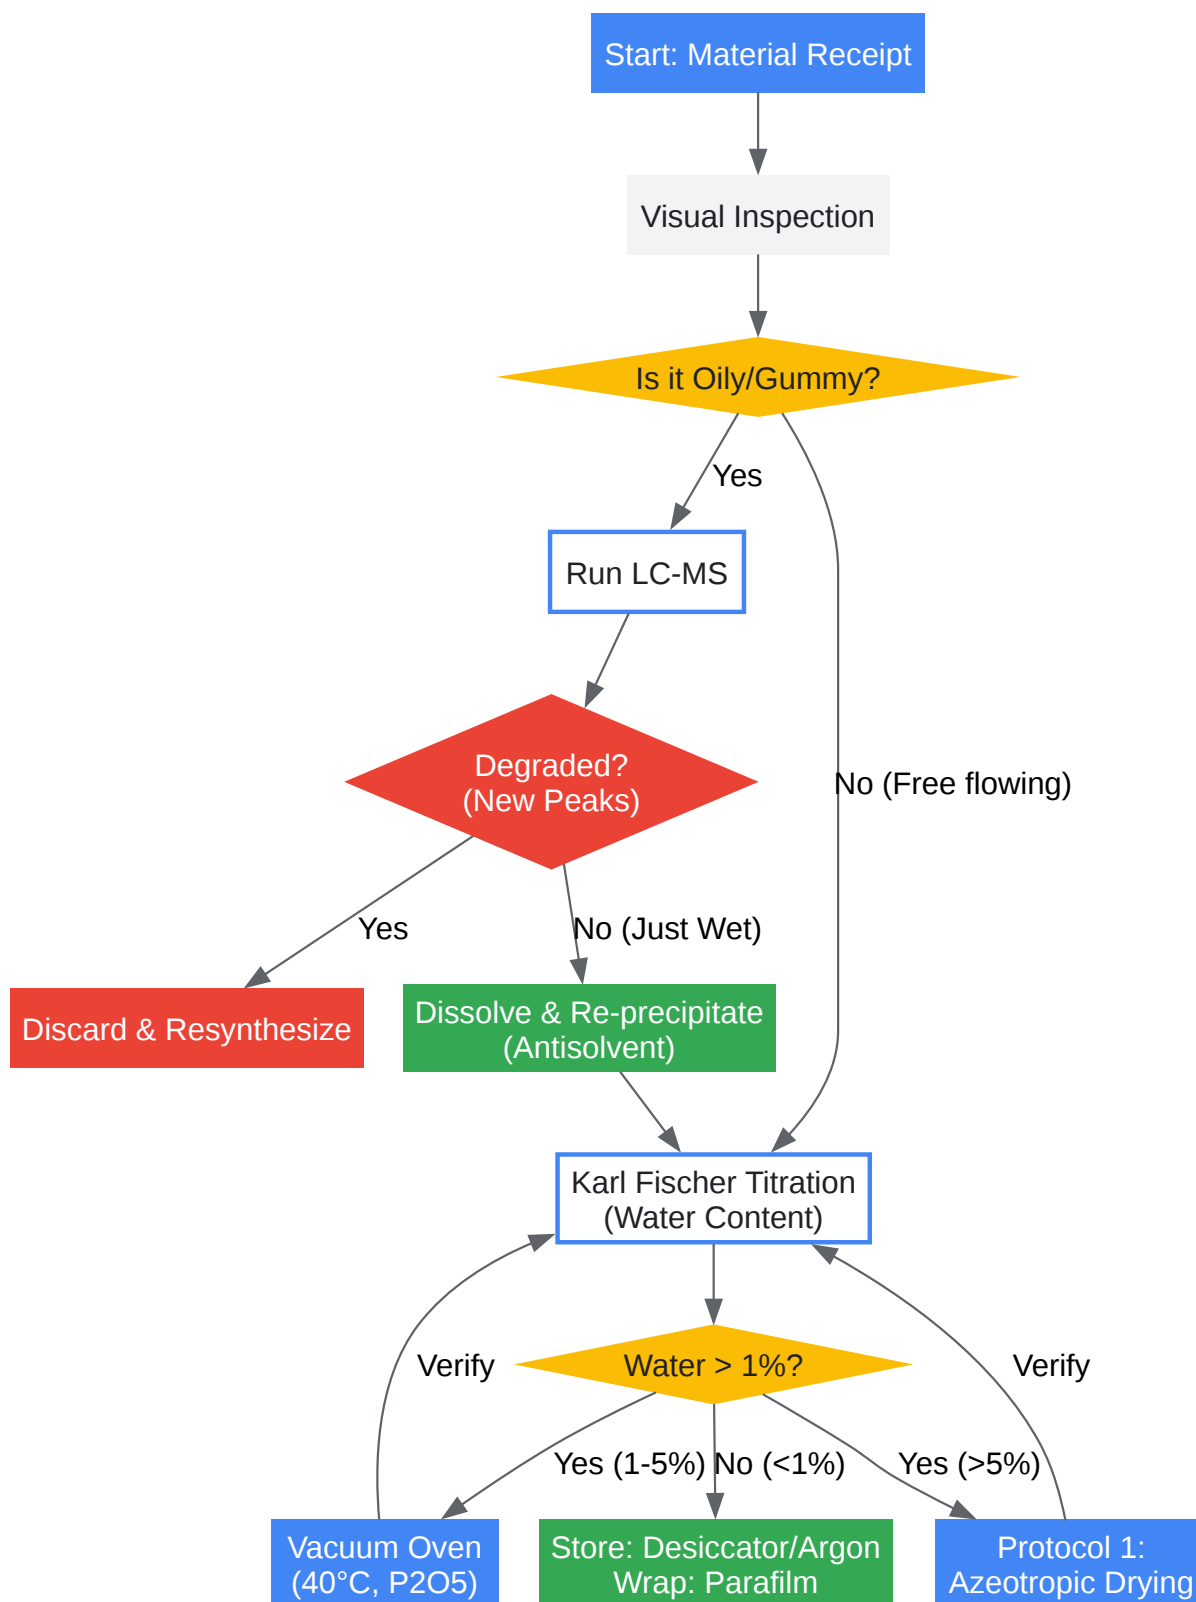 Start: Material Receipt
Visual Inspection
Is it Oily/Gummy?
Yes
Run LC-MS
Degraded?
(New Peaks)
No (Free flowing)
Yes
No (Just Wet)
Discard & Resynthesize
Dissolve & Re-precipitate
(Antisolvent)
Karl Fischer Titration
(Water Content)
Verify
Water > 1%?
Verify
Yes (1-5%)
No (<1%)
Yes (>5%)
Vacuum Oven
(40°C, P2O5)
Store: Desiccator/Argon
Wrap: Parafilm
Protocol 1:
Azeotropic Drying